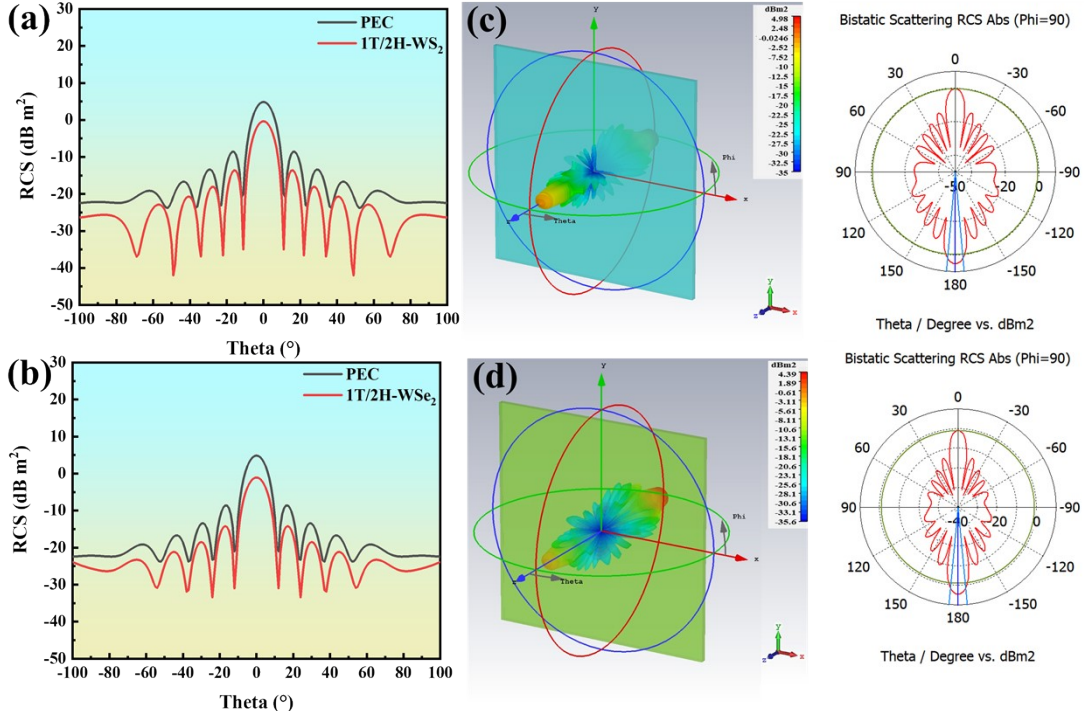 (a)
PEC
1T/2H-WS2
RCS (dB m2)
30
20
10
0
-10
-20
-30
-40
-50
-100 -80 -60 -40 -20 0 20 40 60 80 100
Theta (°)
(c)
dBm2
4.98
2.48
-0.0246
-2.52
-7.52
-10
-12.5
-15
-17.5
-20
-22.5
-25
-27.5
-30
-32.5
-35
y
Phi
x
z
Theta
y
x
z
Bistatic Scattering RCS Abs (Phi=90)
0
30 -30
60 -60
90 -50 0 -90
120 -120
150 -150
180
Theta / Degree vs. dBm2
(b)
PEC
1T/2H-WSe2
RCS (dB m2)
30
20
10
0
-10
-20
-30
-40
-50
-100 -80 -60 -40 -20 0 20 40 60 80 100
Theta (°)
(d)
dBm2
4.39
1.89
-0.61
-3.11
-5.61
-10.6
-13.1
-15.6
-18.1
-20.6
-23.1
-25.6
-28.1
-30.6
-33.1
-35.6
y
Phi
x
z
Theta
y
x
z
Bistatic Scattering RCS Abs (Phi=90)
0
30 -30
60 -60
90 -40 0 -90
120 -120
150 -150
180
Theta / Degree vs. dBm2